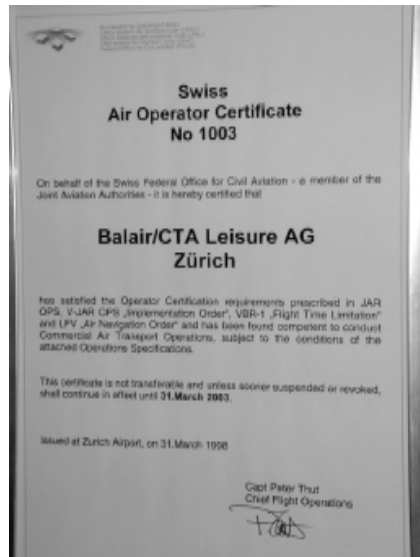 Swiss
Air Operator Certificate
No 1003
On behalf of the Swiss Federal Office for Civil Aviation - a member of the
Joint Aviation Authorities - it is hereby certified that
Balair/CTA Leisure AG
Zürich
has satisfied the Operator Certification requirements prescribed in JAR
OPS, V-JAR OPS „Implementation Order“, VBR-1 „Flight Time Limitation“
and LFV „Air Navigation Order“ and has been found competent to conduct
Commercial Air Transport Operations, subject to the conditions of the
attached Operations Specifications.
This certificate is not transferable and unless sooner suspended or revoked,
shall continue in effect until 31.March 2003.
Issued at Zurich Airport, on 31.March 1998
Capt Peter Thut
Chief Flight Operations